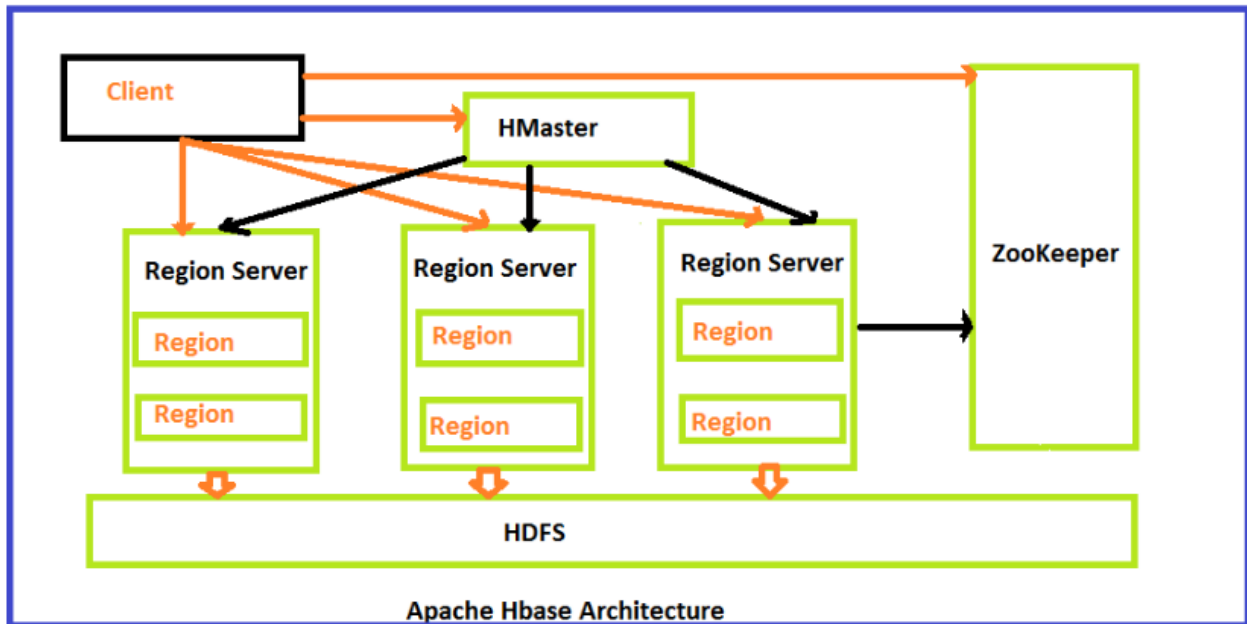 Client
HMaster
ZooKeeper
Region Server
Region Server
Region Server
Region
Region
Region
Region
Region
Region
HDFS
Apache Hbase Architecture